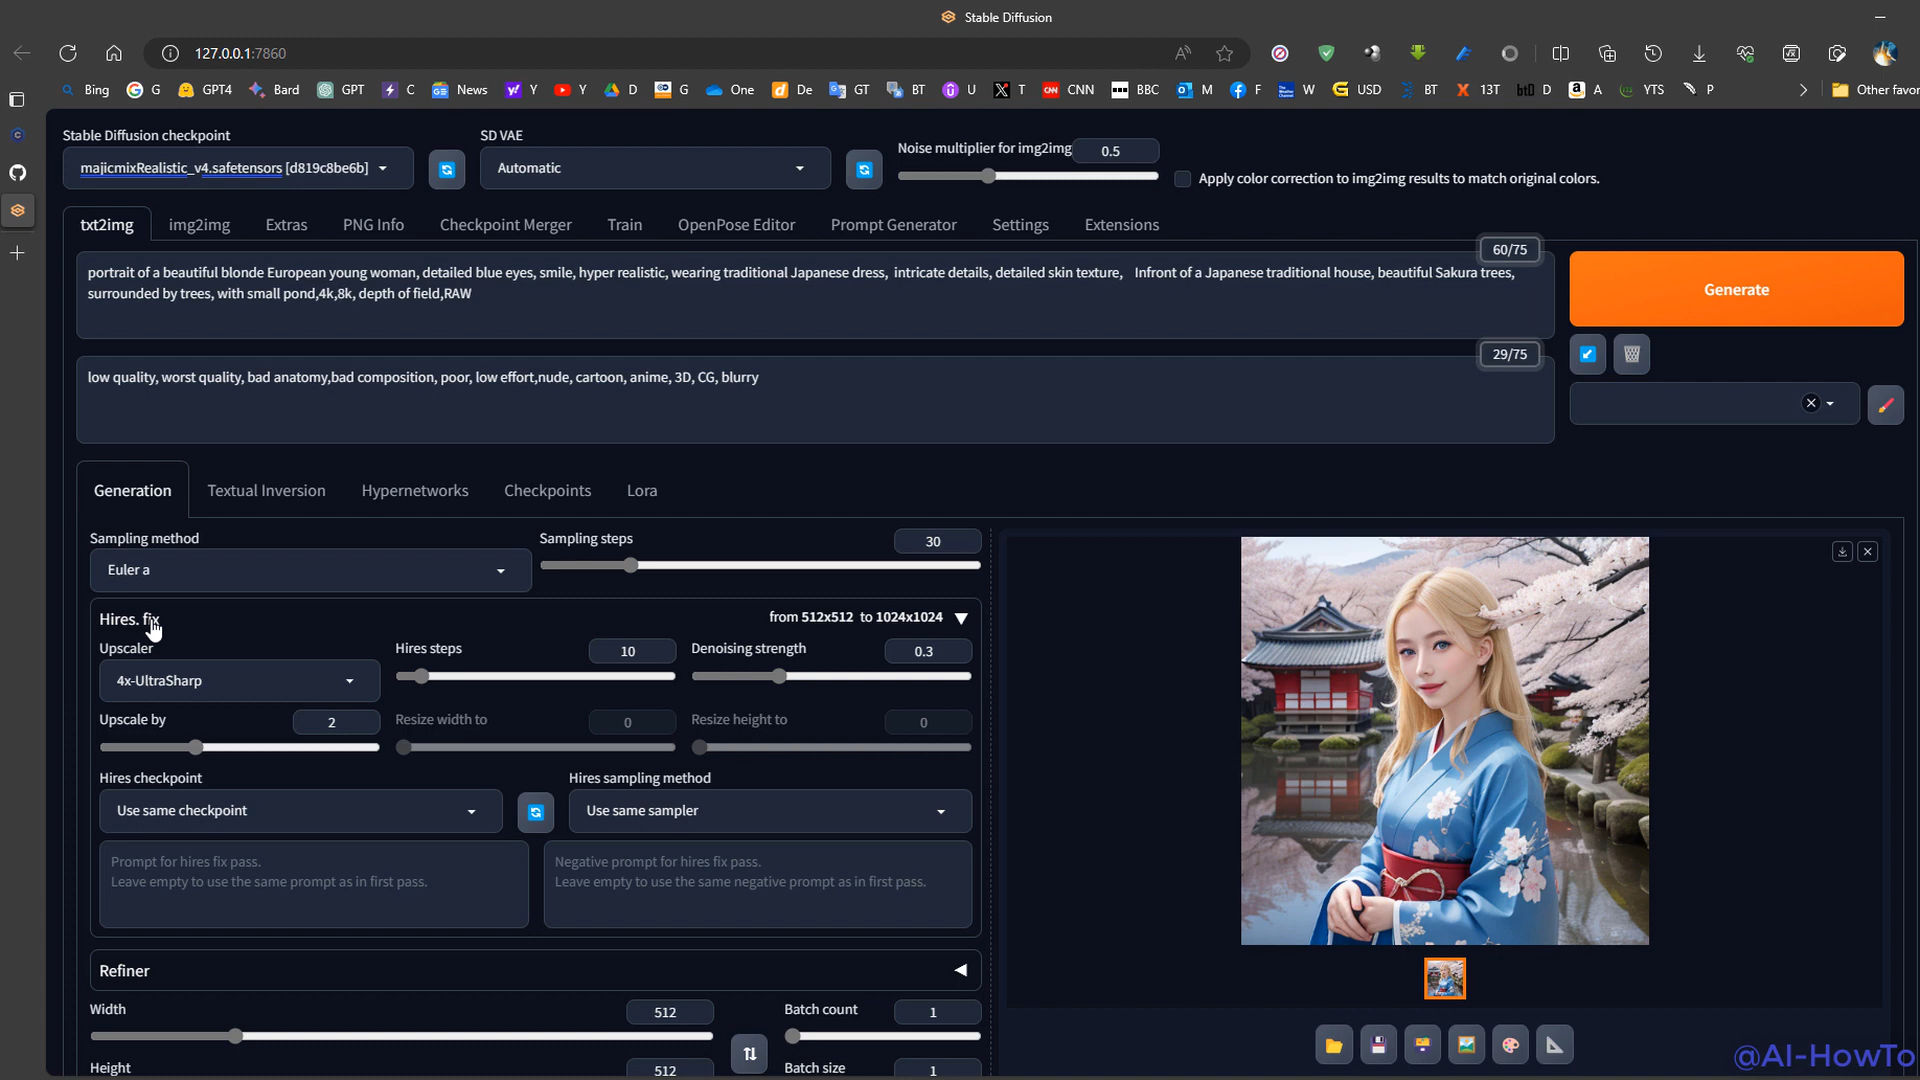 Stable Diffusion
127.0.0.1:7860
Bing G GPT4 Bard GPT C News Y Y D G One De GT BT U T CNN BBC M F W USD BT 13T D A YTS P Other favor
Stable Diffusion checkpoint SD VAE Noise multiplier for img2img 0.5
majicmixRealistic_v4.safetensors [d819c8be6b] Automatic Apply color correction to img2img results to match original colors.
txt2img img2img Extras PNG Info Checkpoint Merger Train OpenPose Editor Prompt Generator Settings Extensions
60/75
portrait of a beautiful blonde European young woman, detailed blue eyes, smile, hyper realistic, wearing traditional Japanese dress, intricate details, detailed skin texture, Infront of a Japanese traditional house, beautiful Sakura trees,
surrounded by trees, with small pond,4k,8k, depth of field,RAW
Generate
29/75
low quality, worst quality, bad anatomy,bad composition, poor, low effort,nude, cartoon, anime, 3D, CG, blurry
Generation Textual Inversion Hypernetworks Checkpoints Lora
Sampling method Sampling steps 30
Euler a
Hires. fix from 512x512 to 1024x1024
Upscaler Hires steps 10 Denoising strength 0.3
4x-UltraSharp
Upscale by 2 Resize width to 0 Resize height to 0
Hires checkpoint Hires sampling method
Use same checkpoint Use same sampler
Prompt for hires fix pass. Negative prompt for hires fix pass.
Leave empty to use the same prompt as in first pass. Leave empty to use the same negative prompt as in first pass.
Refiner
Width 512 Batch count 1
Height 512 Batch size 1
@AI-HowTo